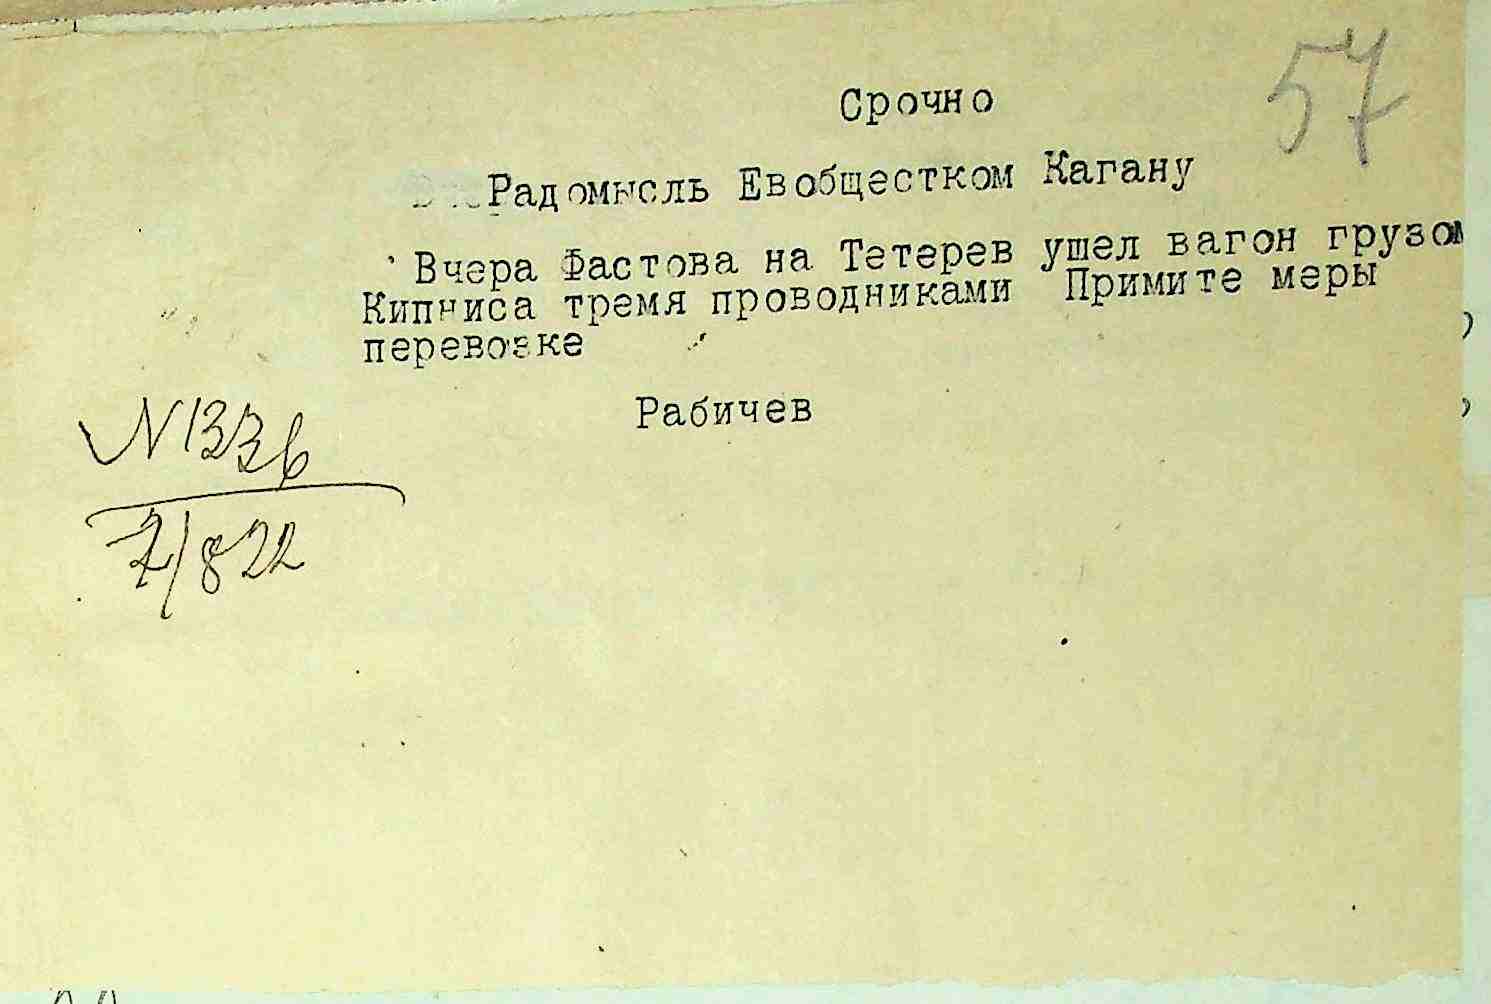 57
Срочно
Радомысль Евобщестком Кагану
Вчера Фастова на Тетерев ушел вагон грузом
Кипниса тремя проводниками Примите меры
перевозке
Рабичев
N 1336
7/8 22